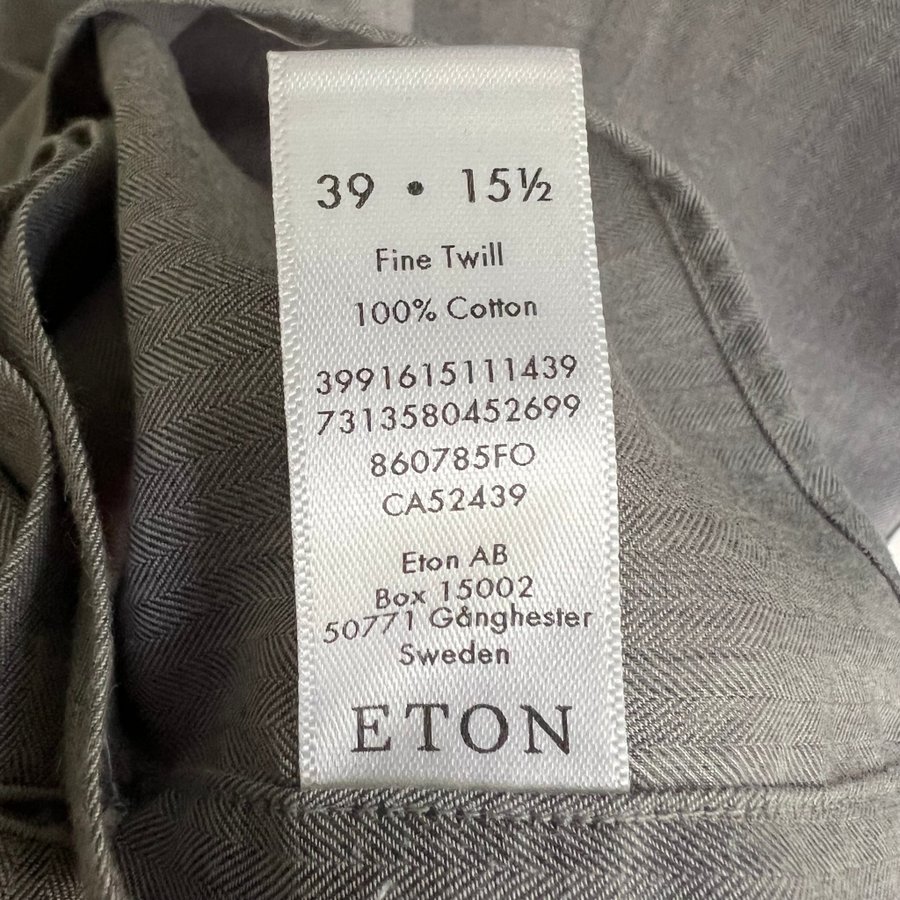 39 • 15½
Fine Twill
100% Cotton
3991615111439
7313580452699
860785FO
CA52439
Eton AB
Box 15002
50771 Gånghester
Sweden
ETON